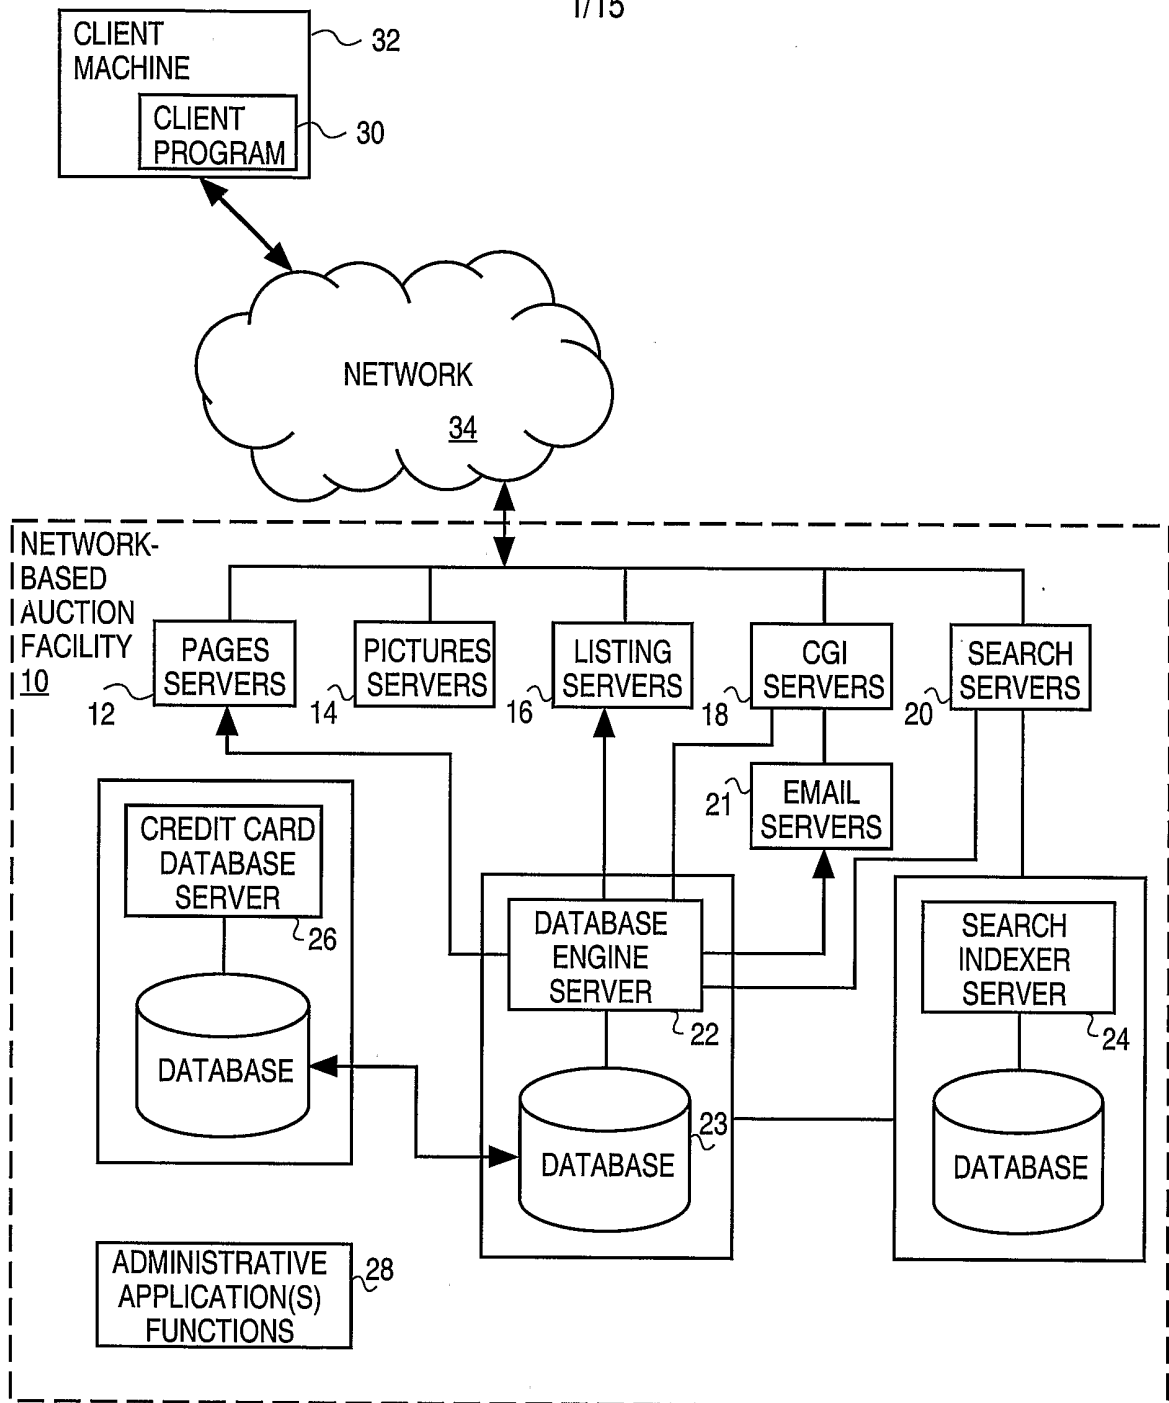 1/15
CLIENT
MACHINE
32
CLIENT
PROGRAM
30
NETWORK
34
NETWORK-
BASED
AUCTION
FACILITY
10
PAGES
SERVERS
12
PICTURES
SERVERS
14
LISTING
SERVERS
16
CGI
SERVERS
18
SEARCH
SERVERS
20
EMAIL
SERVERS
21
CREDIT CARD
DATABASE
SERVER
26
DATABASE
DATABASE
ENGINE
SERVER
22
DATABASE
23
SEARCH
INDEXER
SERVER
24
DATABASE
ADMINISTRATIVE
APPLICATION(S)
FUNCTIONS
28